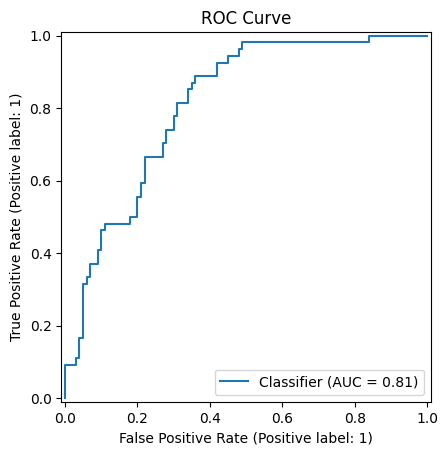 ROC Curve
True Positive Rate (Positive label: 1)
1.0
0.8
0.6
0.4
0.2
0.0
Classifier (AUC = 0.81)
0.0 0.2 0.4 0.6 0.8 1.0
False Positive Rate (Positive label: 1)